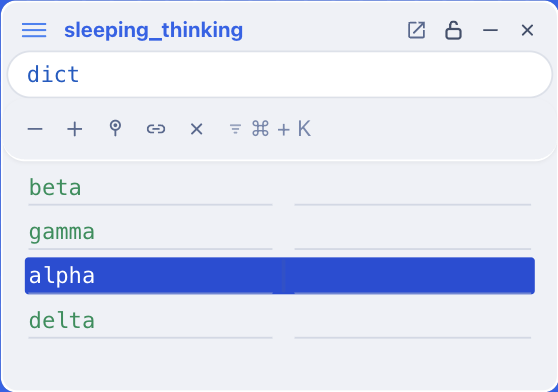 sleeping_thinking
dict
⌘ + K
beta
gamma
alpha
delta